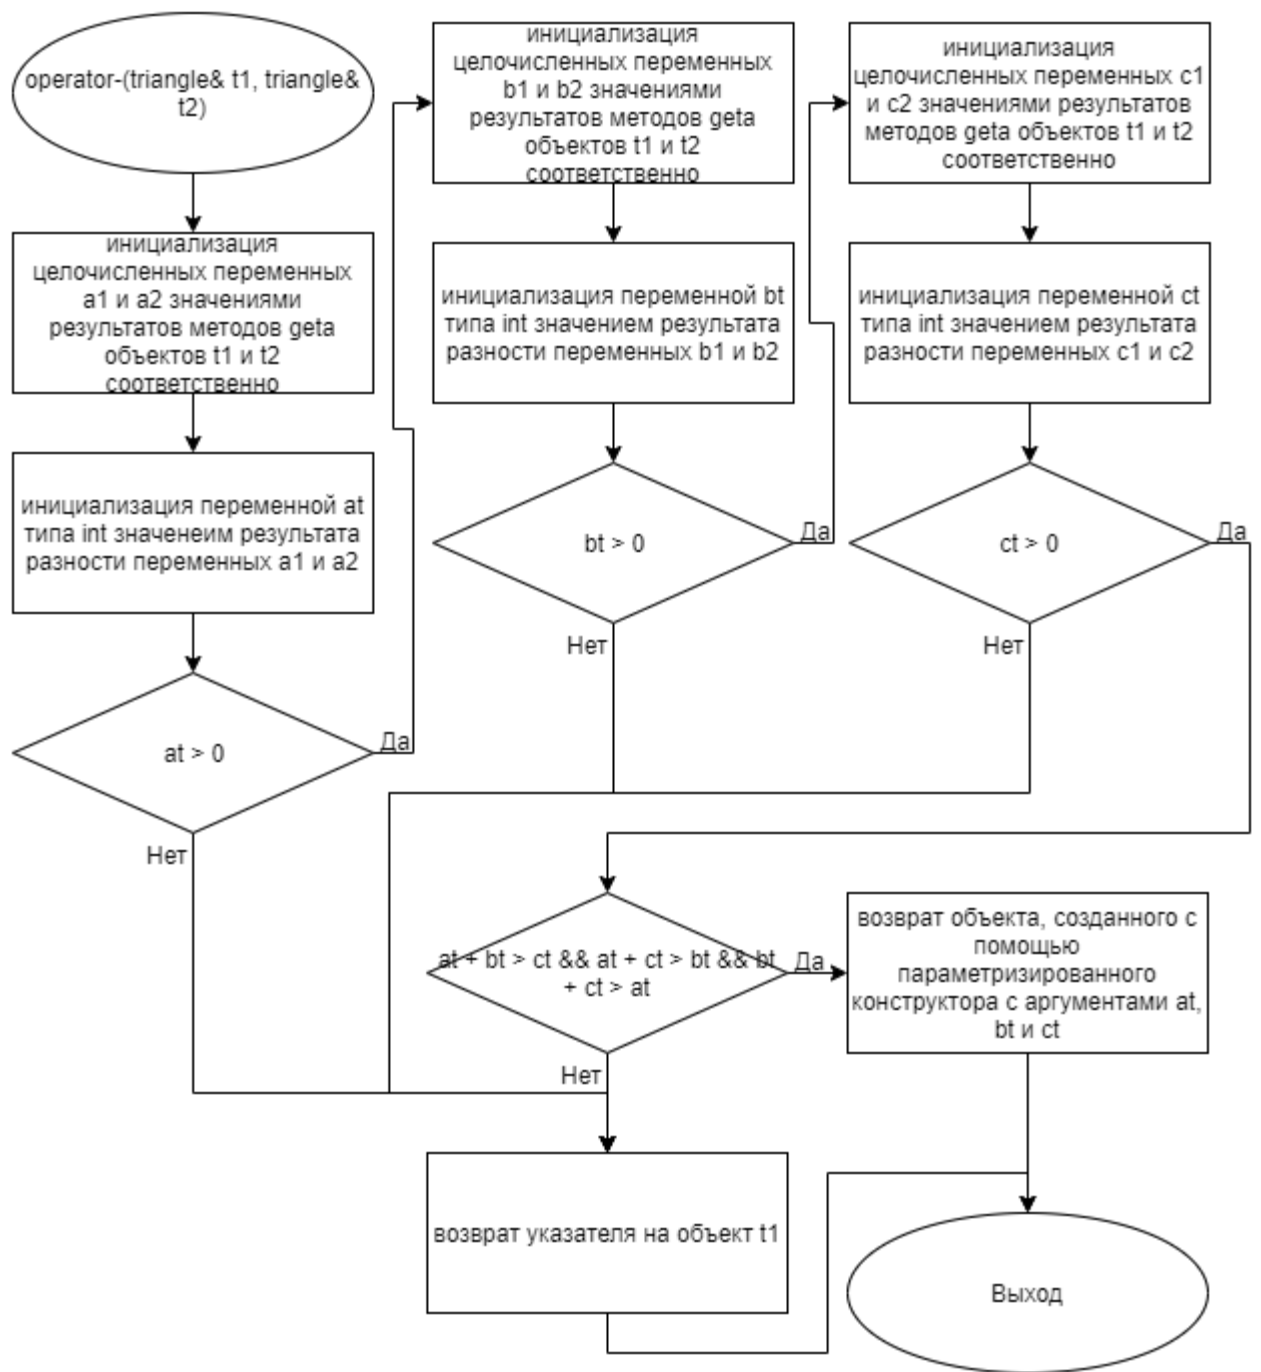 operator-(triangle& t1, triangle&
t2)
инициализация
целочисленных переменных
a1 и a2 значениями
результатов методов geta
объектов t1 и t2
соответственно
инициализация переменной at
типа int значенеим результата
разности переменных a1 и a2
at > 0
Да
Нет
инициализация
целочисленных переменных
b1 и b2 значениями
результатов методов geta
объектов t1 и t2
соответственно
инициализация переменной bt
типа int значением результата
разности переменных b1 и b2
bt > 0
Да
Нет
инициализация
целочисленных переменных c1
и c2 значениями результатов
методов geta объектов t1 и t2
соответственно
инициализация переменной ct
типа int значением результата
разности переменных c1 и c2
ct > 0
Да
Нет
at + bt > ct && at + ct > bt && bt
+ ct > at
Да
Нет
возврат объекта, созданного с
помощью
параметризированного
конструктора с аргументами at,
bt и ct
возврат указателя на объект t1
Выход